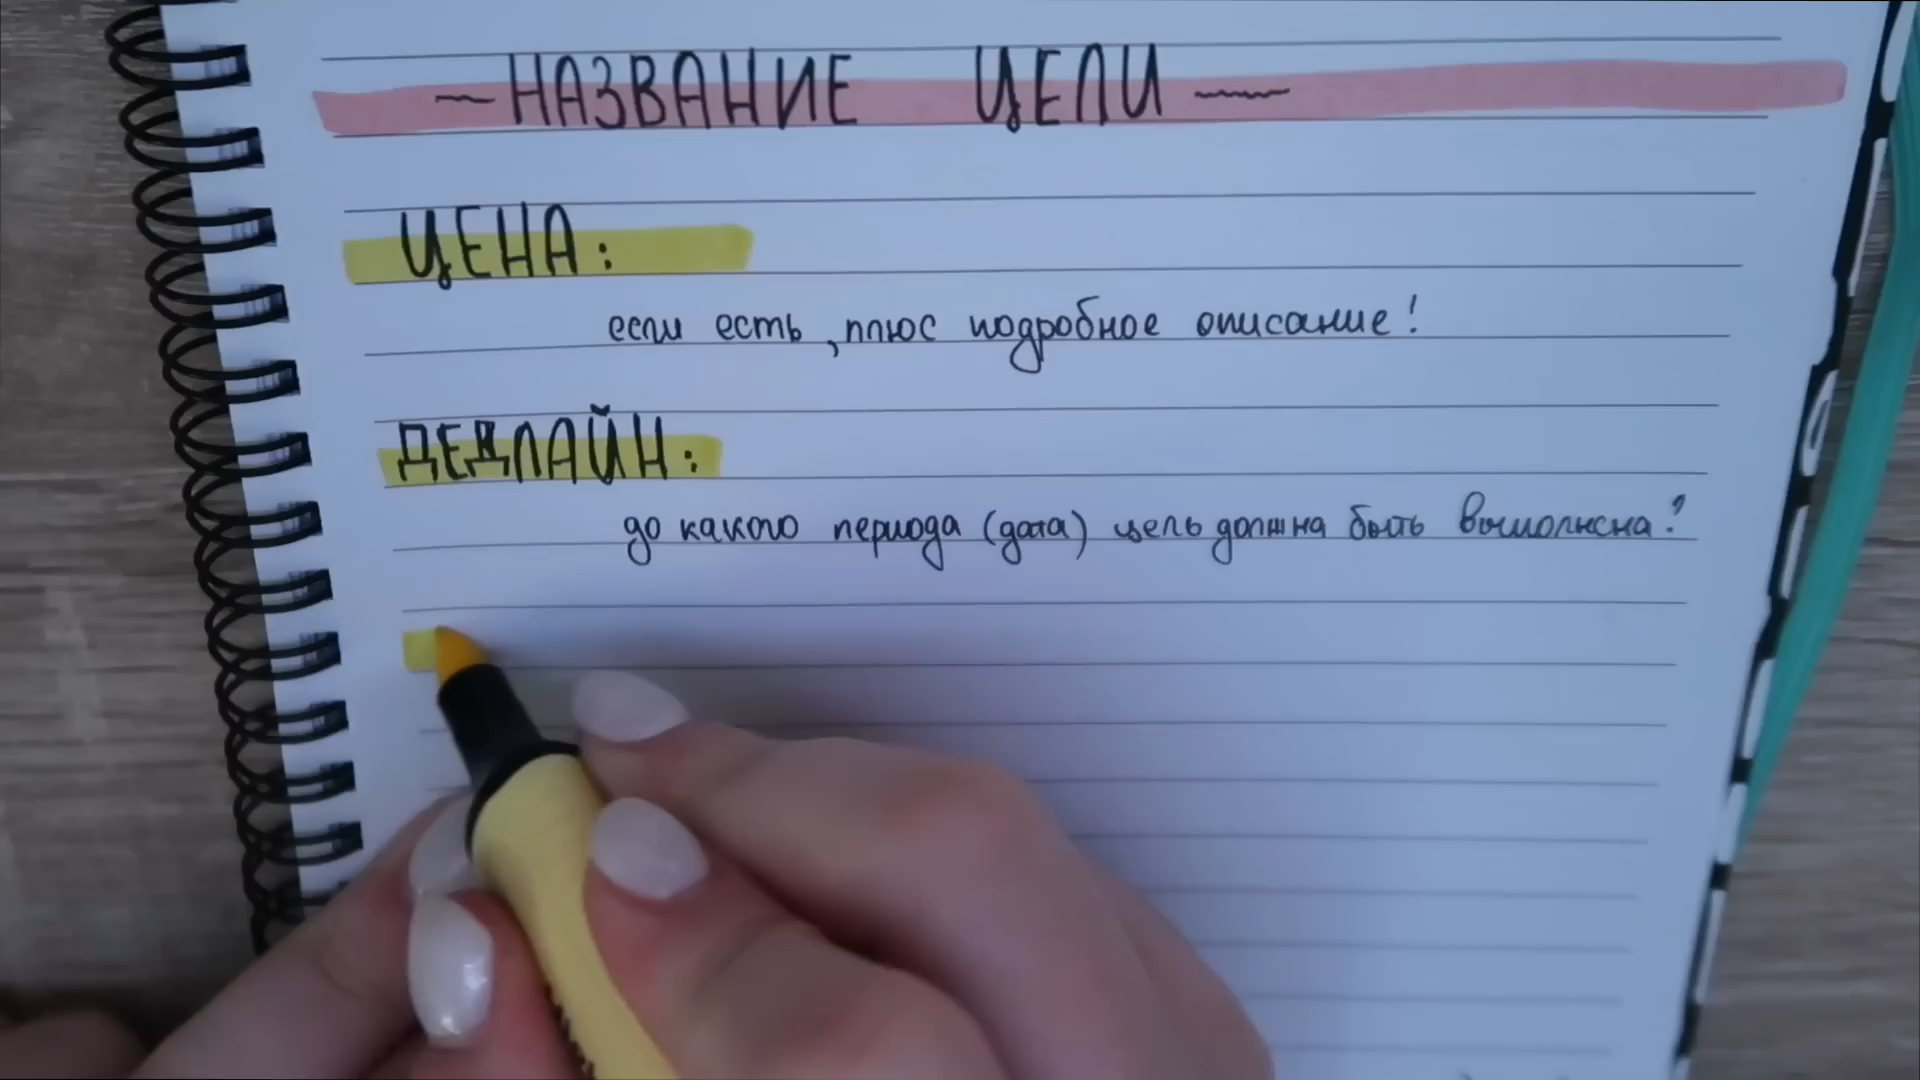 ~ НАЗВАНИЕ ЦЕЛИ ~
ЦЕНА:
если есть, плюс подробное описание!
ДЕДЛАЙН:
до какого периода (дата) цель должна быть выполнена?